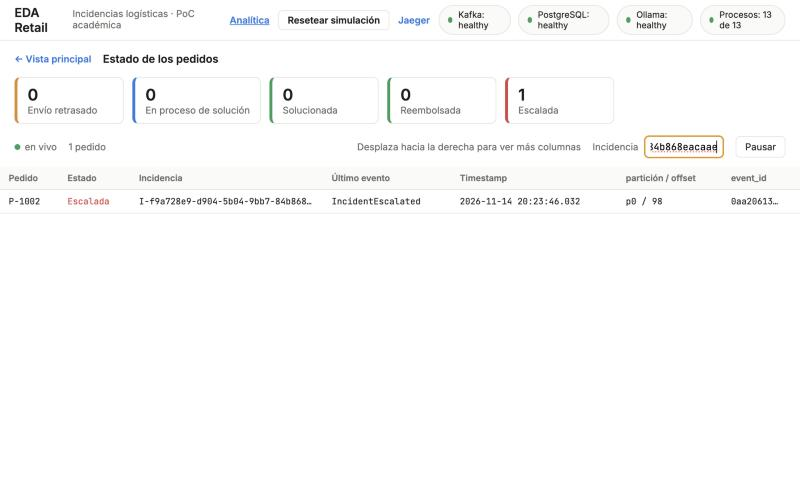 EDA Retail
Incidencias logísticas · PoC académica
Analítica
Resetear simulación
Jaeger
Kafka: healthy
PostgreSQL: healthy
Ollama: healthy
Procesos: 13 de 13
← Vista principal Estado de los pedidos
0 0 0 0 1
Envío retrasado En proceso de solución Solucionada Reembolsada Escalada
en vivo 1 pedido Desplaza hacia la derecha para ver más columnas Incidencia 84b868eacaae Pausar
Pedido Estado Incidencia Último evento Timestamp partición / offset event_id
P-1002 Escalada I-f9a728e9-d904-5b04-9bb7-84b868… IncidentEscalated 2026-11-14 20:23:46.032 p0 / 98 0aa20613…